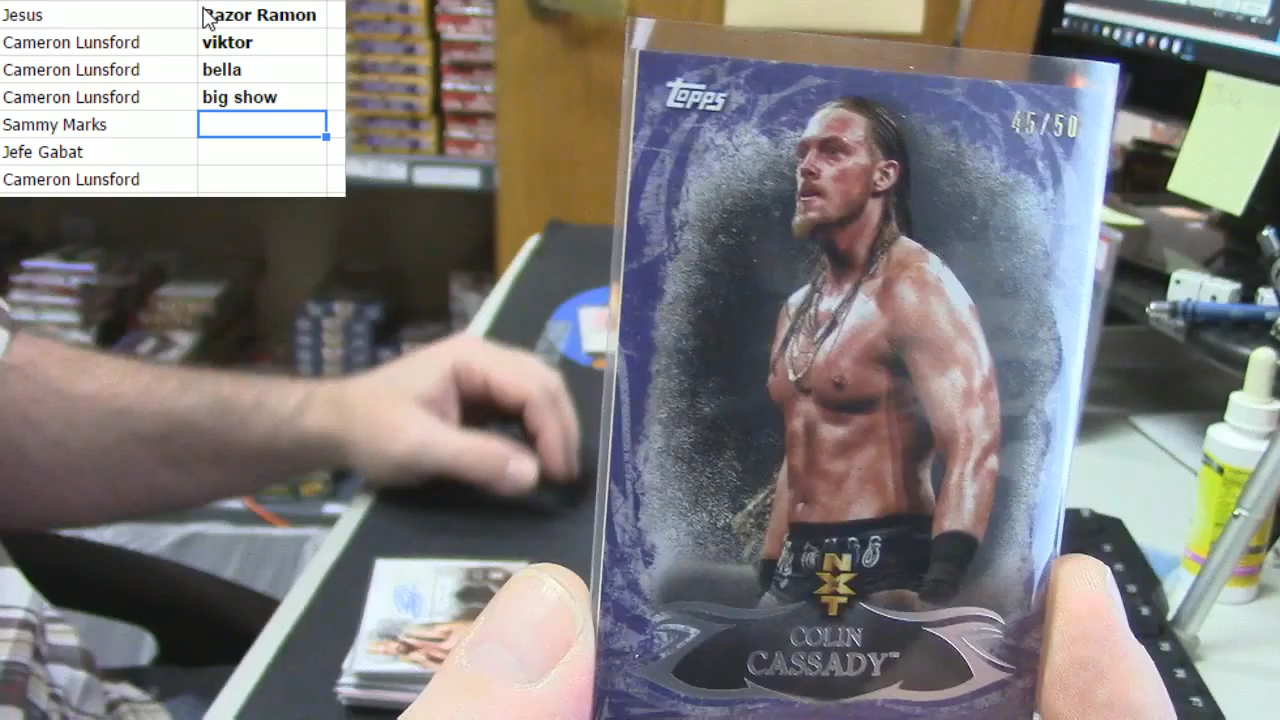 Jesus Razor Ramon
Cameron Lunsford viktor
Cameron Lunsford bella
Cameron Lunsford big show
Sammy Marks
Jefe Gabat
Cameron Lunsford
Topps
45/50
NXT
COLIN
CASSADY™